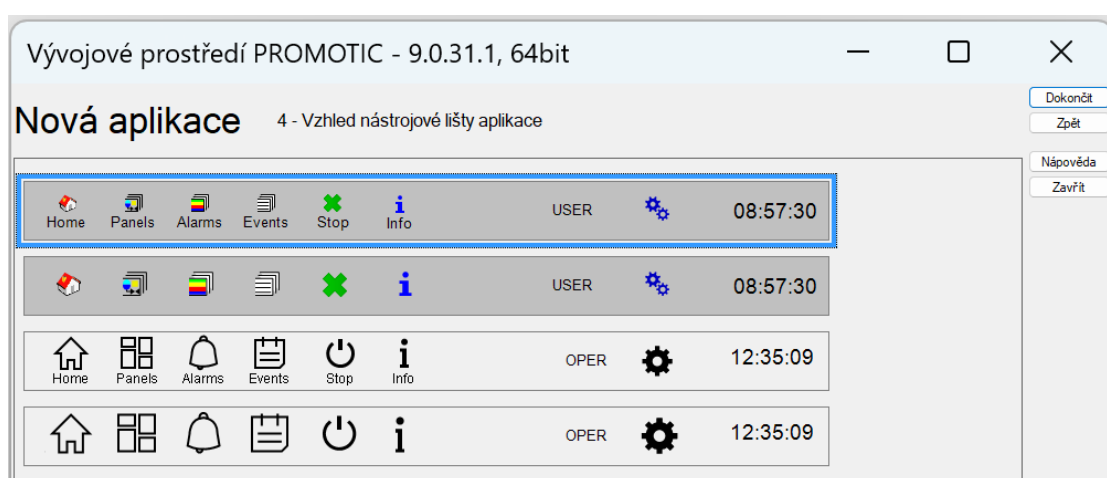 Vývojové prostředí PROMOTIC - 9.0.31.1, 64bit
Nová aplikace 4 - Vzhled nástrojové lišty aplikace
Dokončit
Zpět
Nápověda
Zavřít
Home Panels Alarms Events Stop Info USER 08:57:30
USER 08:57:30
Home Panels Alarms Events Stop Info OPER 12:35:09
OPER 12:35:09